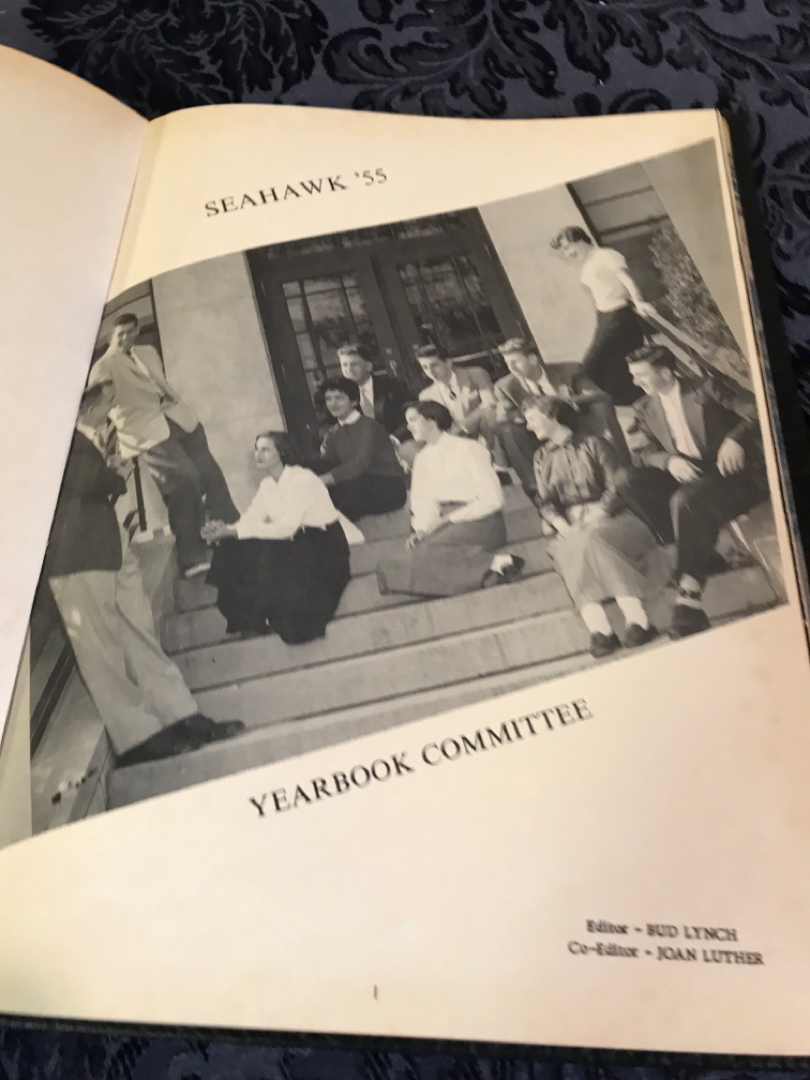 SEAHAWK '55
YEARBOOK COMMITTEE
Editor - BUD LYNCH
Co-Editor - JOAN LUTHER
1